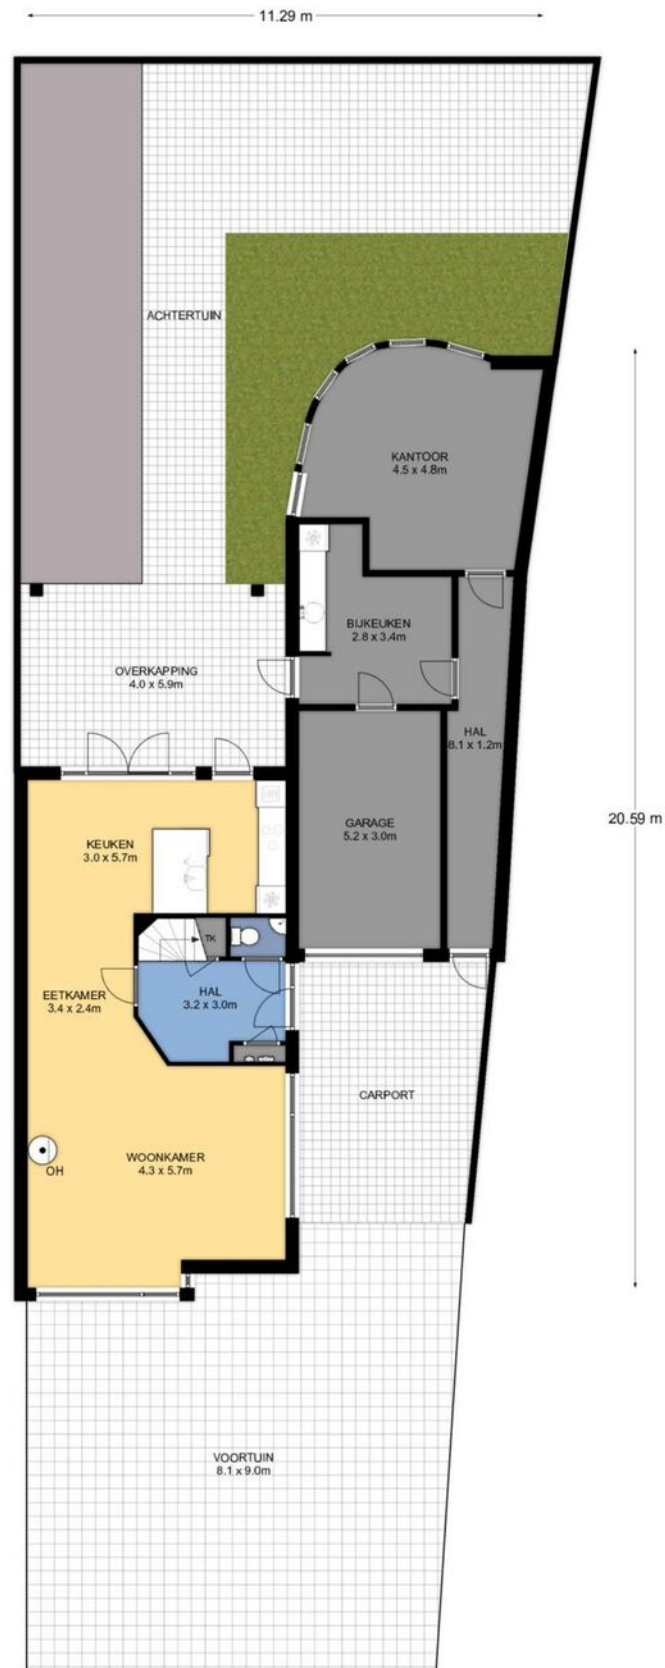 11.29 m
ACHTERTUIN
KANTOOR
4.5 x 4.8m
BIJKEUKEN
2.8 x 3.4m
OVERKAPPING
4.0 x 5.9m
HAL
8.1 x 1.2m
20.59 m
GARAGE
5.2 x 3.0m
KEUKEN
3.0 x 5.7m
TK
HAL
3.2 x 3.0m
EETKAMER
3.4 x 2.4m
CARPORT
WOONKAMER
4.3 x 5.7m
OH
VOORTUIN
8.1 x 9.0m